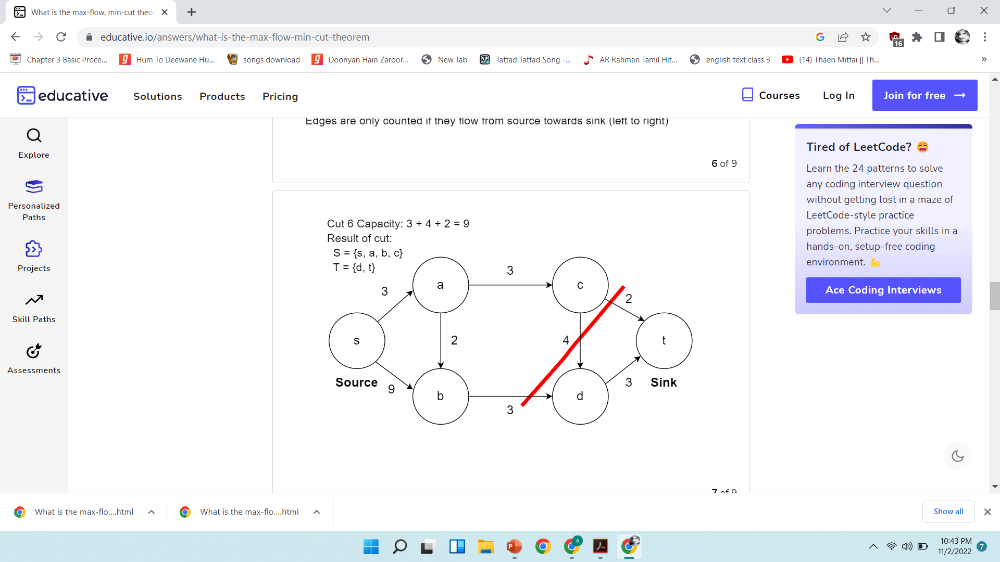 What is the max-flow, min-cut theor
educative.io/answers/what-is-the-max-flow-min-cut-theorem
16
Chapter 3 Basic Proce...
Hum To Deewane Hu...
songs download
Dooriyan Hain Zaroor...
New Tab
Tattad Tattad Song -...
AR Rahman Tamil Hit...
english text class 3
(14) Thaen Mittai || Th...
»
educative
Solutions
Products
Pricing
Courses
Log In
Join for free →
Explore
Personalized
Paths
Projects
Skill Paths
Assessments
Edges are only counted if they flow from source towards sink (left to right)
6 of 9
Cut 6 Capacity: 3 + 4 + 2 = 9
Result of cut:
S = {s, a, b, c}
T = {d, t}
3
a
3
c
2
s
2
4
t
Source
9
b
3
d
3
Sink
7 of 9
Tired of LeetCode? 😩
Learn the 24 patterns to solve
any coding interview question
without getting lost in a maze of
LeetCode-style practice
problems. Practice your skills in a
hands-on, setup-free coding
environment. 💪
Ace Coding Interviews
What is the max-flo....html
What is the max-flo....html
Show all
a
P
10:43 PM
11/2/2022
7